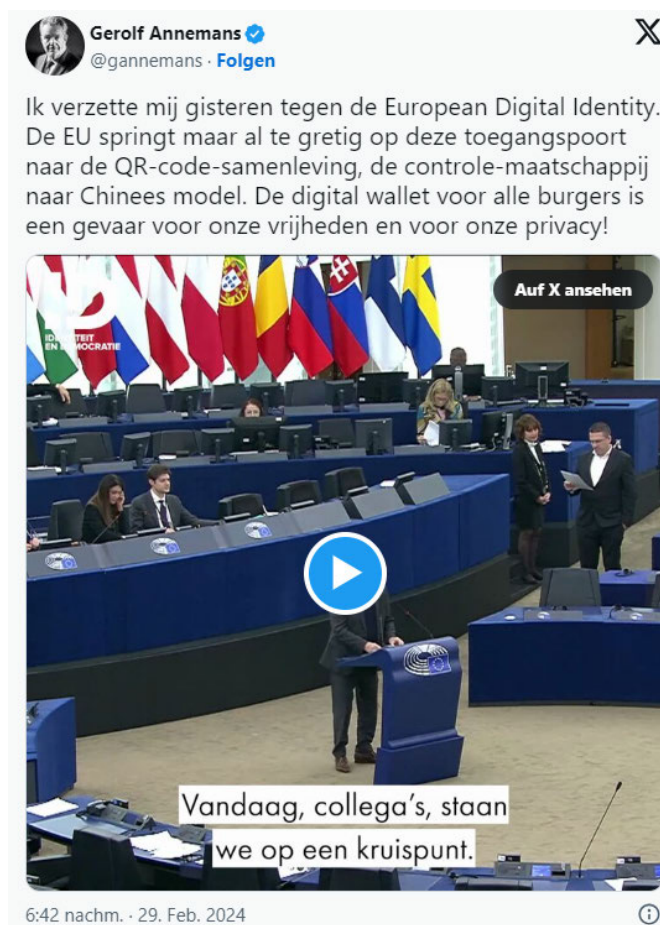 Gerolf Annemans
@gannemans · Folgen
Ik verzette mij gisteren tegen de European Digital Identity.
De EU springt maar al te gretig op deze toegangspoort
naar de QR-code-samenleving, de controle-maatschappij
naar Chinees model. De digital wallet voor alle burgers is
een gevaar voor onze vrijheden en voor onze privacy!
Auf X ansehen
EN
Vandaag, collega's, staan
we op een kruispunt.
6:42 nachm. · 29. Feb. 2024